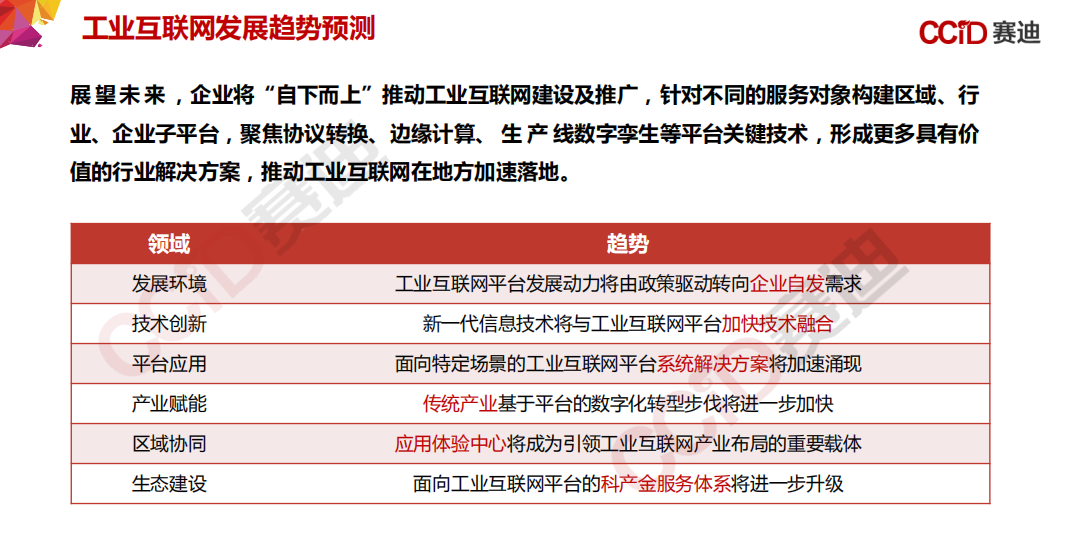 工业互联网发展趋势预测
CCiD 赛迪
展望未来，企业将“自下而上”推动工业互联网建设及推广，针对不同的服务对象构建区域、行
业、企业子平台，聚焦协议转换、边缘计算、生产线数字孪生等平台关键技术，形成更多具有价
值的行业解决方案，推动工业互联网在地方加速落地。
领域 趋势
发展环境 工业互联网平台发展动力将由政策驱动转向企业自发需求
技术创新 新一代信息技术将与工业互联网平台加快技术融合
平台应用 面向特定场景的工业互联网平台系统解决方案将加速涌现
产业赋能 传统产业基于平台的数字化转型步伐将进一步加快
区域协同 应用体验中心将成为引领工业互联网产业布局的重要载体
生态建设 面向工业互联网平台的科产金服务体系将进一步升级
CCiD赛迪
CCiD赛迪